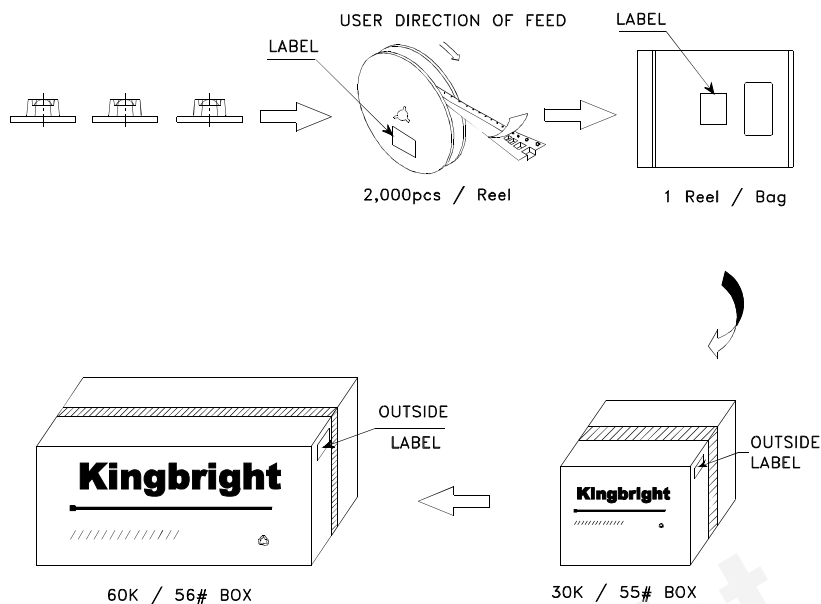 USER DIRECTION OF FEED
LABEL
LABEL
2,000pcs / Reel
1 Reel / Bag
OUTSIDE
LABEL
Kingbright
60K / 56# BOX
OUTSIDE
LABEL
Kingbright
30K / 55# BOX